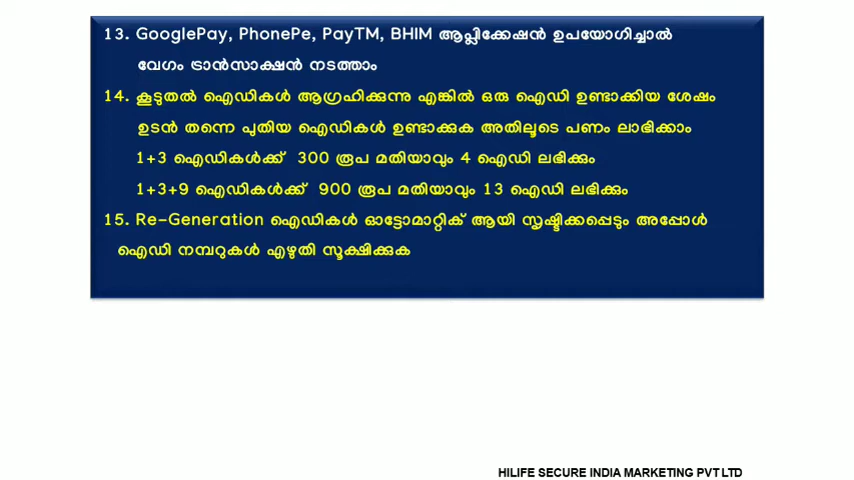 13. GooglePay, PhonePe, PayTM, BHIM ആപ്ലിക്കേഷൻ ഉപയോഗിച്ചാൽ
വേഗം ട്രാൻസാക്ഷൻ നടത്താം
14. കൂടുതൽ ഐഡികൾ ആഗ്രഹിക്കുന്നു എങ്കിൽ ഒരു ഐഡി ഉണ്ടാക്കിയ ശേഷം
ഉടൻ തന്നെ പുതിയ ഐഡികൾ ഉണ്ടാക്കുക അതിലൂടെ പണം ലാഭിക്കാം
1+3 ഐഡികൾക്ക് 300 രൂപ മതിയാവും 4 ഐഡി ലഭിക്കും
1+3+9 ഐഡികൾക്ക് 900 രൂപ മതിയാവും 13 ഐഡി ലഭിക്കും
15. Re-Generation ഐഡികൾ ഓട്ടോമാറ്റിക് ആയി സൃഷ്ടിക്കപ്പെടും അപ്പോൾ
ഐഡി നമ്പറുകൾ എഴുതി സൂക്ഷിക്കുക
HILIFE SECURE INDIA MARKETING PVT LTD